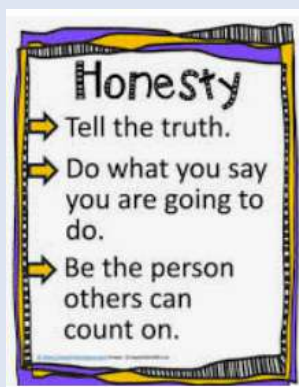 Honesty
Tell the truth.
Do what you say
you are going to
do.
Be the person
others can
count on.